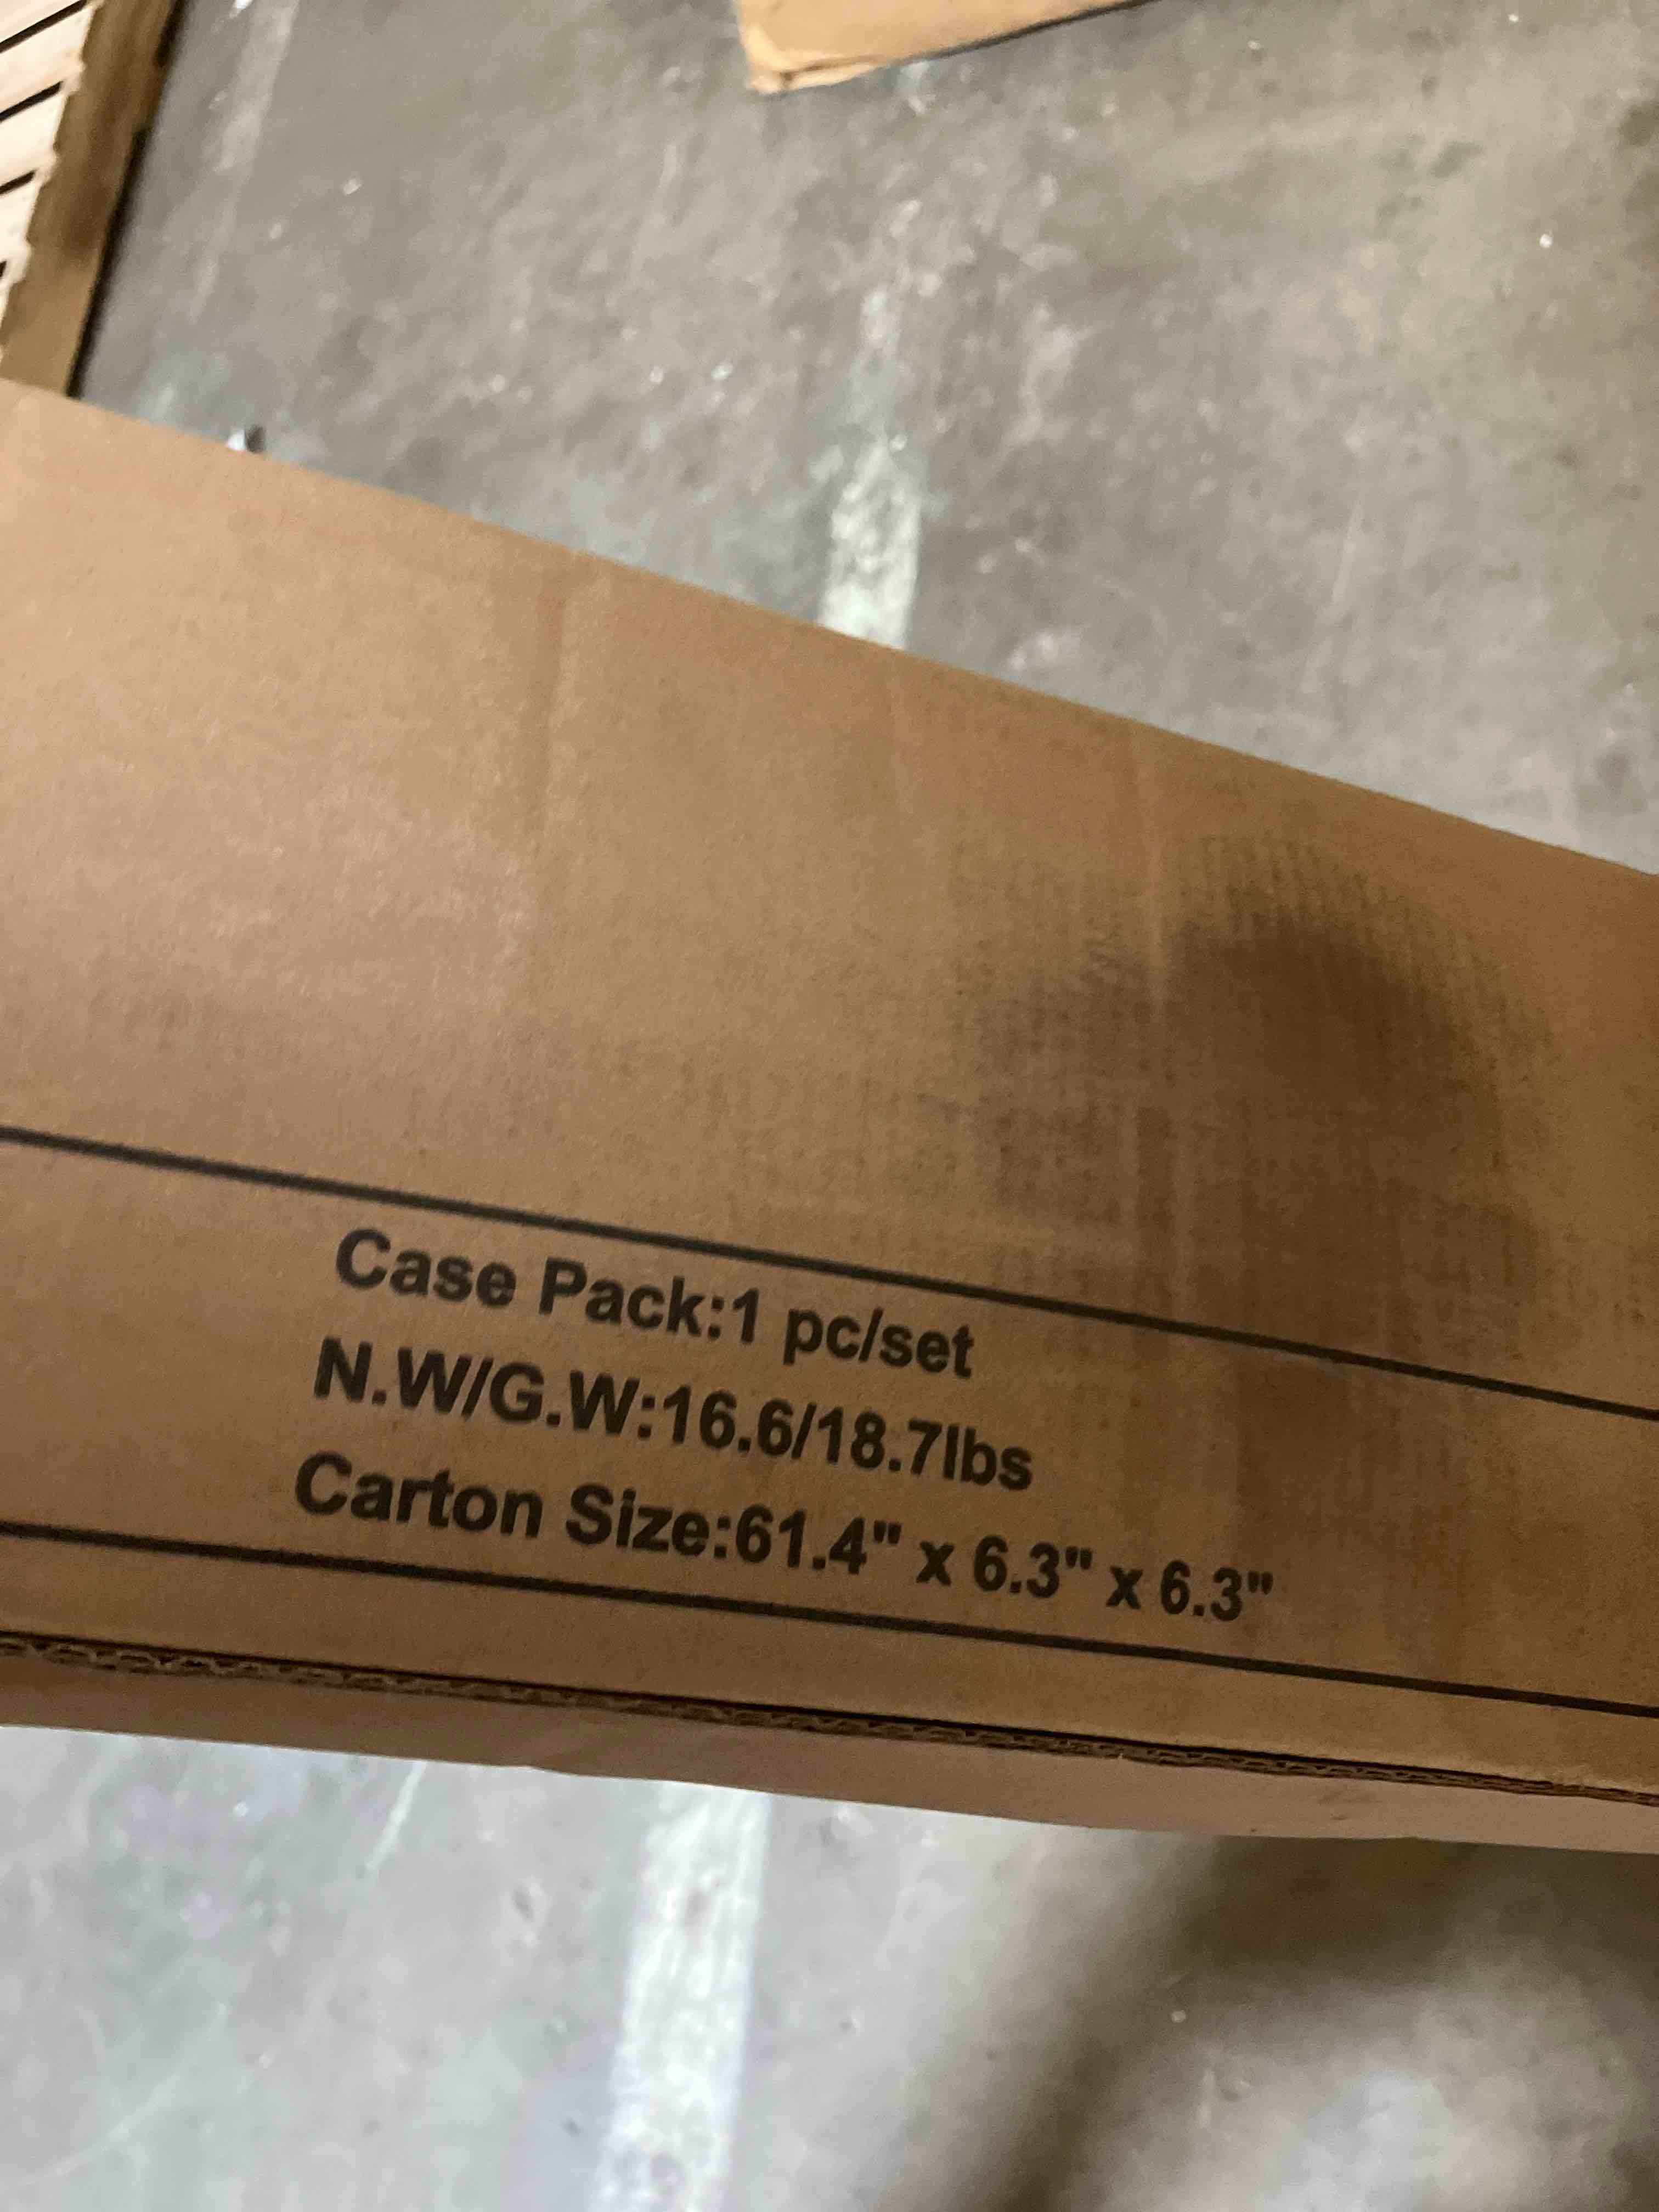 Case Pack:1 pc/set
N.W/G.W:16.6/18.7lbs
Carton Size:61.4" x 6.3" x 6.3"